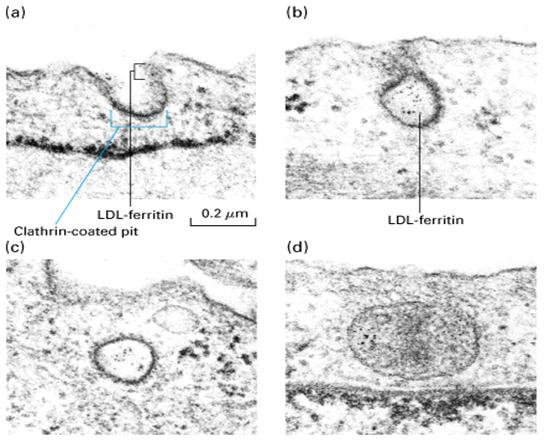 (a)
(b)
LDL-ferritin
0.2 μm
Clathrin-coated pit
LDL-ferritin
(c)
(d)